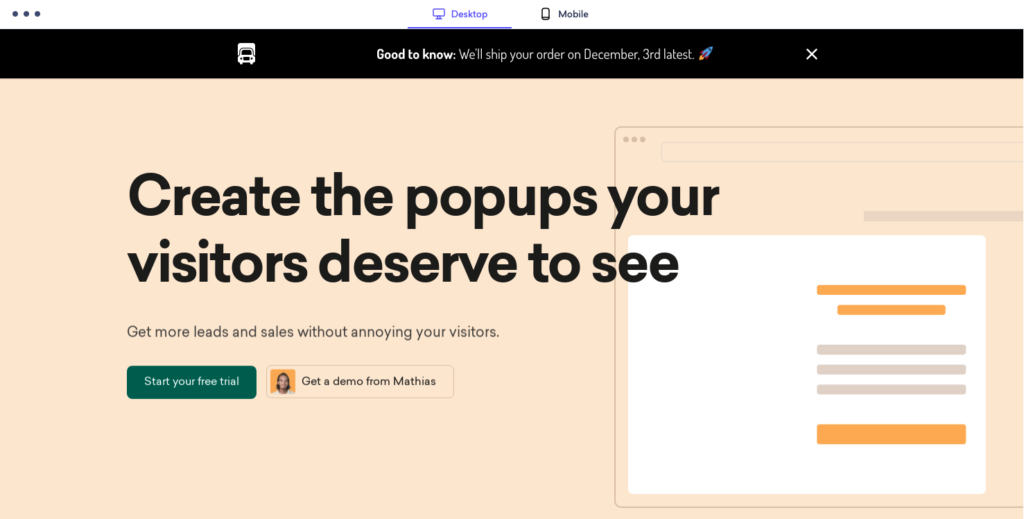 Desktop
Mobile
Good to know: We'll ship your order on December, 3rd latest. 🚀
Create the popups your
visitors deserve to see
Get more leads and sales without annoying your visitors.
Start your free trial
Get a demo from Mathias